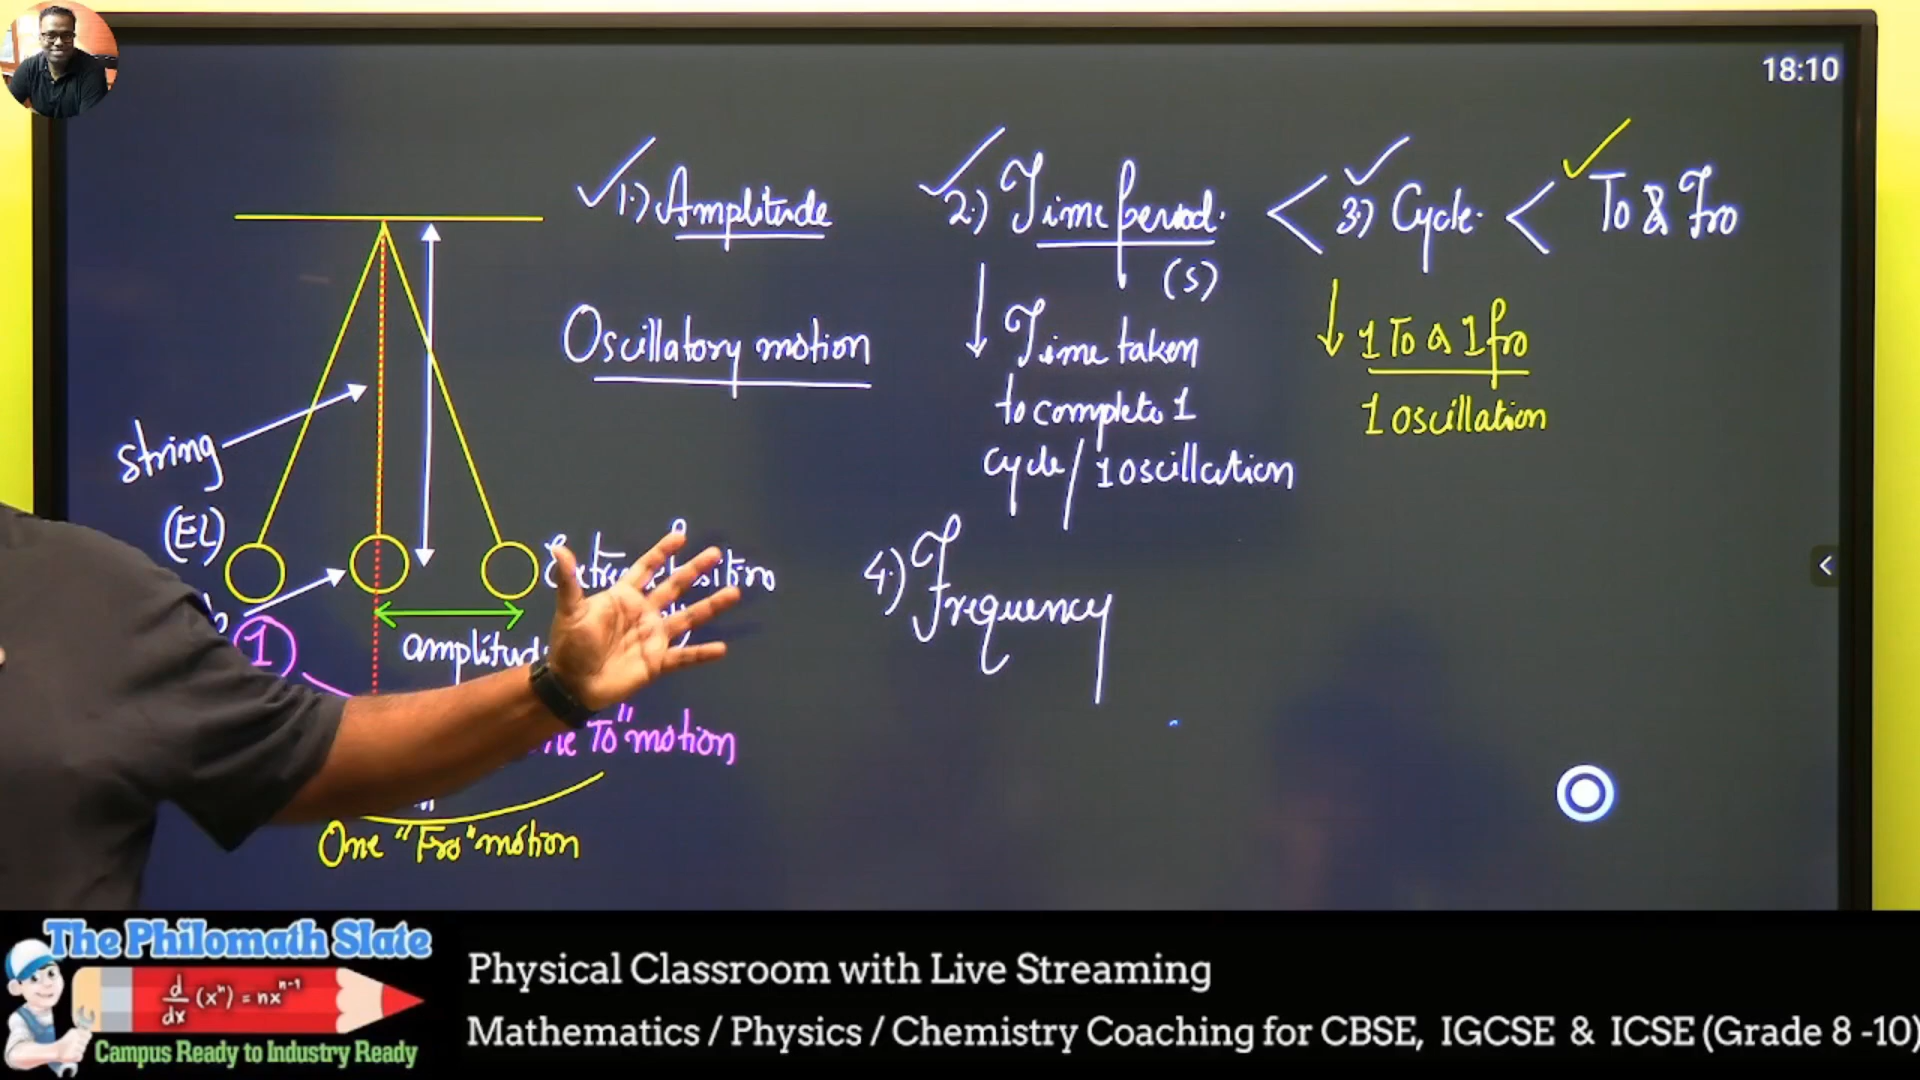 18:10
1.) Amplitude
2.) Time period.
(s)
< 3) Cycle. < To & Fro
Oscillatory motion
Time taken
to complete 1
cycle / 1 oscillation
1 To & 1 fro
1 oscillation
string
(EL)
4.) Frequency
1
To" motion
One "Fro" motion
The Philomath Slate
d/dx (xⁿ) = nxⁿ⁻¹
Campus Ready to Industry Ready
Physical Classroom with Live Streaming
Mathematics / Physics / Chemistry Coaching for CBSE, IGCSE & ICSE (Grade 8 -10)